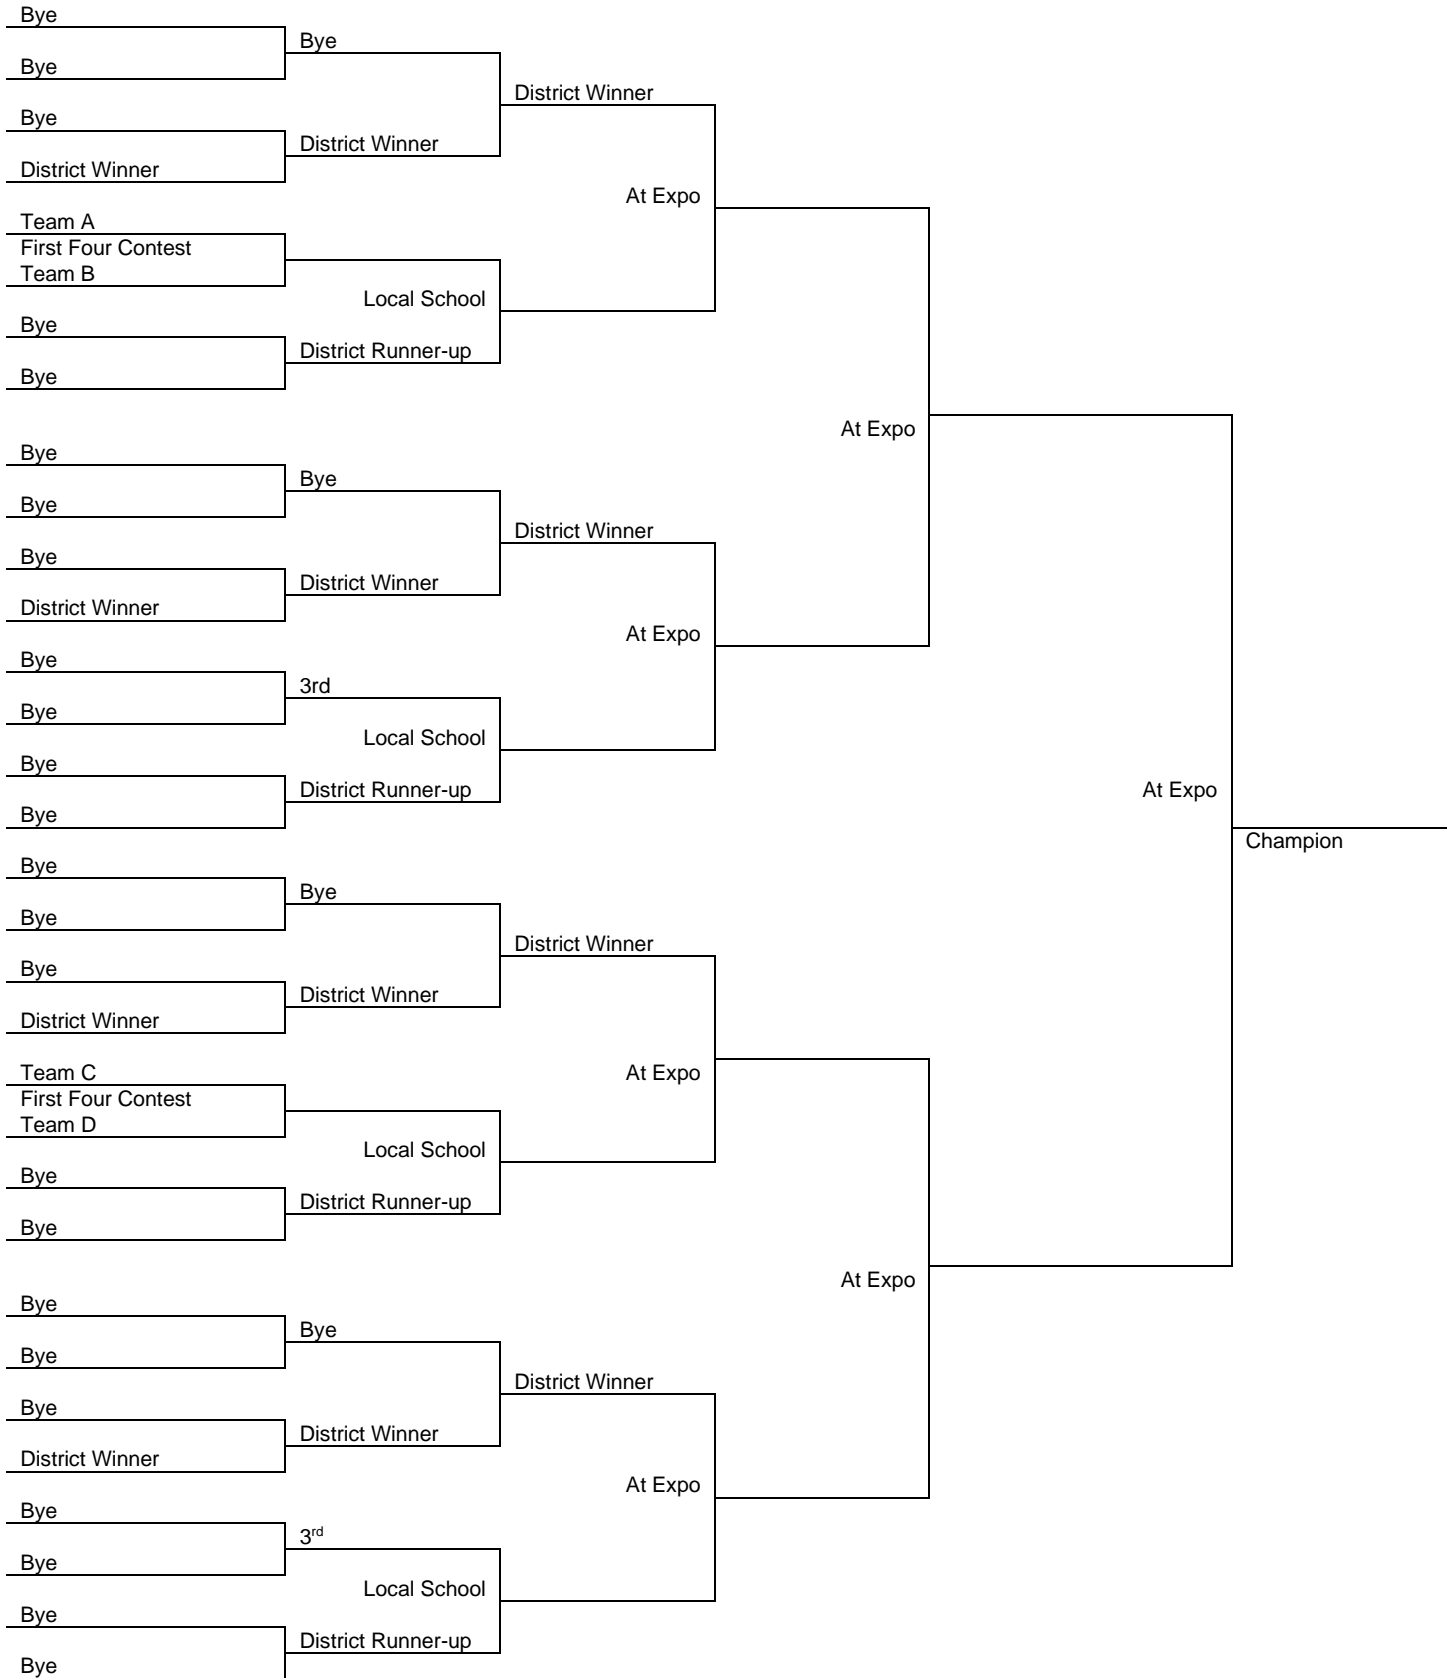 Bye
Bye
Bye
District Winner
Bye
District Winner
District Winner
At Expo
Team A
First Four Contest
Team B
Local School
Bye
District Runner-up
Bye
At Expo
Bye
Bye
Bye
District Winner
Bye
District Winner
District Winner
At Expo
Bye
3rd
Bye
Local School
Bye
District Runner-up
Bye
At Expo
Champion
Bye
Bye
Bye
District Winner
Bye
District Winner
District Winner
At Expo
Team C
First Four Contest
Team D
Local School
Bye
District Runner-up
Bye
At Expo
Bye
Bye
Bye
District Winner
Bye
District Winner
District Winner
At Expo
Bye
3rd
Bye
Local School
Bye
District Runner-up
Bye